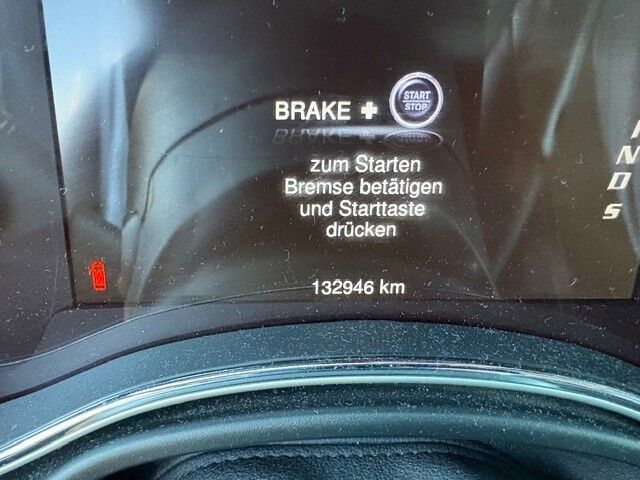 BRAKE + START STOP
zum Starten
Bremse betätigen
und Starttaste
drücken
132946 km
N
D
S